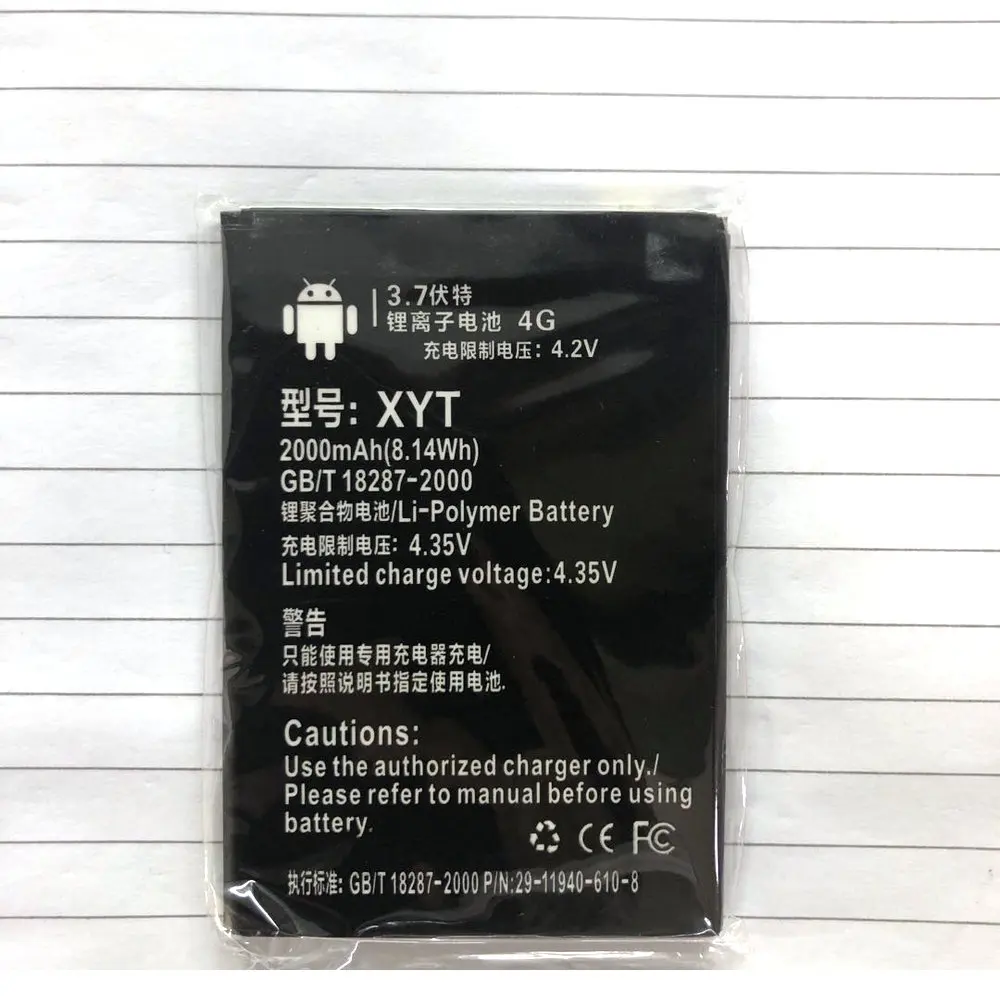 3.7伏特
锂离子电池 4G
充电限制电压: 4.2V
型号: XYT
2000mAh(8.14Wh)
GB/T 18287-2000
锂聚合物电池/Li-Polymer Battery
充电限制电压: 4.35V
Limited charge voltage:4.35V
警告
只能使用专用充电器充电/
请按照说明书指定使用电池.
Cautions:
Use the authorized charger only./
Please refer to manual before using
battery.
CE FC
执行标准: GB/T 18287-2000 P/N:29-11940-610-8